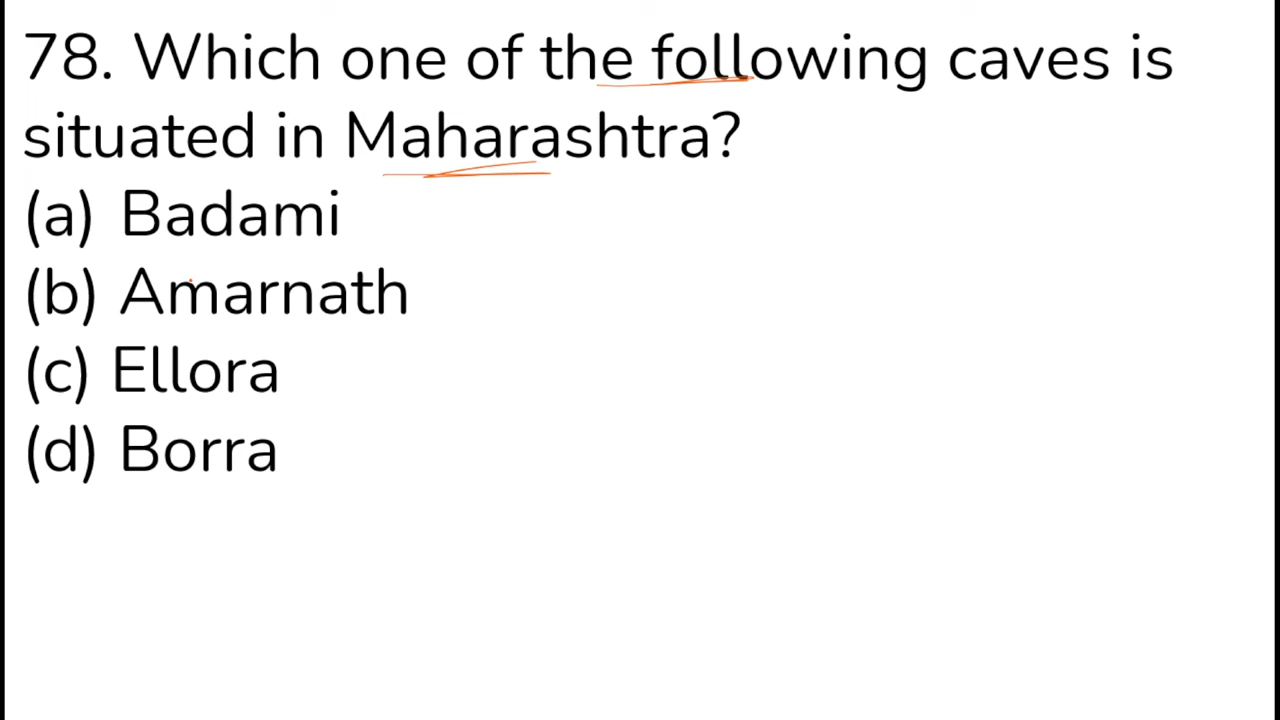 78. Which one of the following caves is
situated in Maharashtra?
(a) Badami
(b) Amarnath
(c) Ellora
(d) Borra